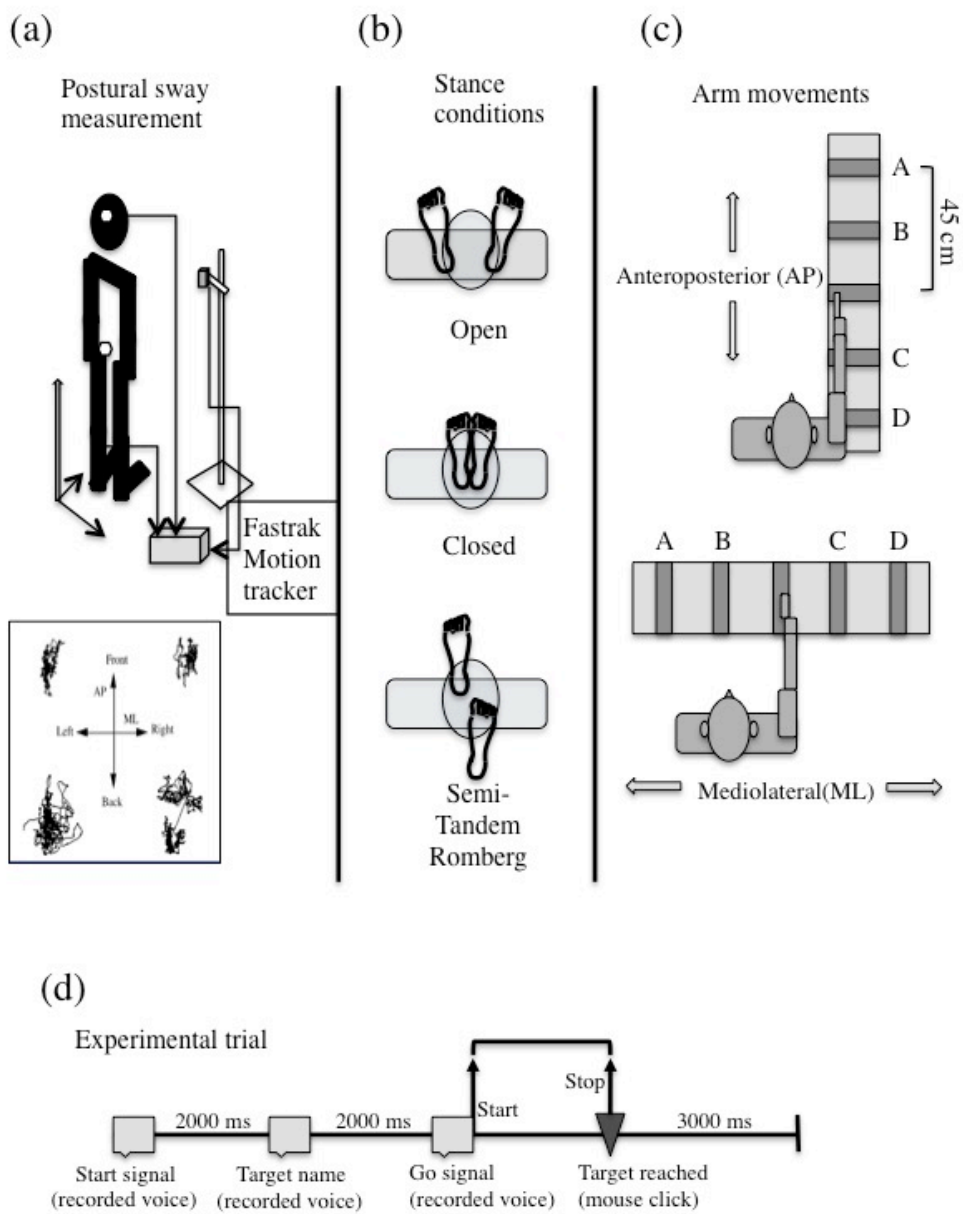 (a)
Postural sway
measurement
Fastrak
Motion
tracker
Front
AP
ML
Left
Right
Back
(b)
Stance
conditions
Open
Closed
Semi-
Tandem
Romberg
(c)
Arm movements
A
B
45 cm
Anteroposterior (AP)
C
D
A B C D
Mediolateral(ML)
(d)
Experimental trial
2000 ms 2000 ms Start Stop 3000 ms
Start signal
(recorded voice)
Target name
(recorded voice)
Go signal
(recorded voice)
Target reached
(mouse click)